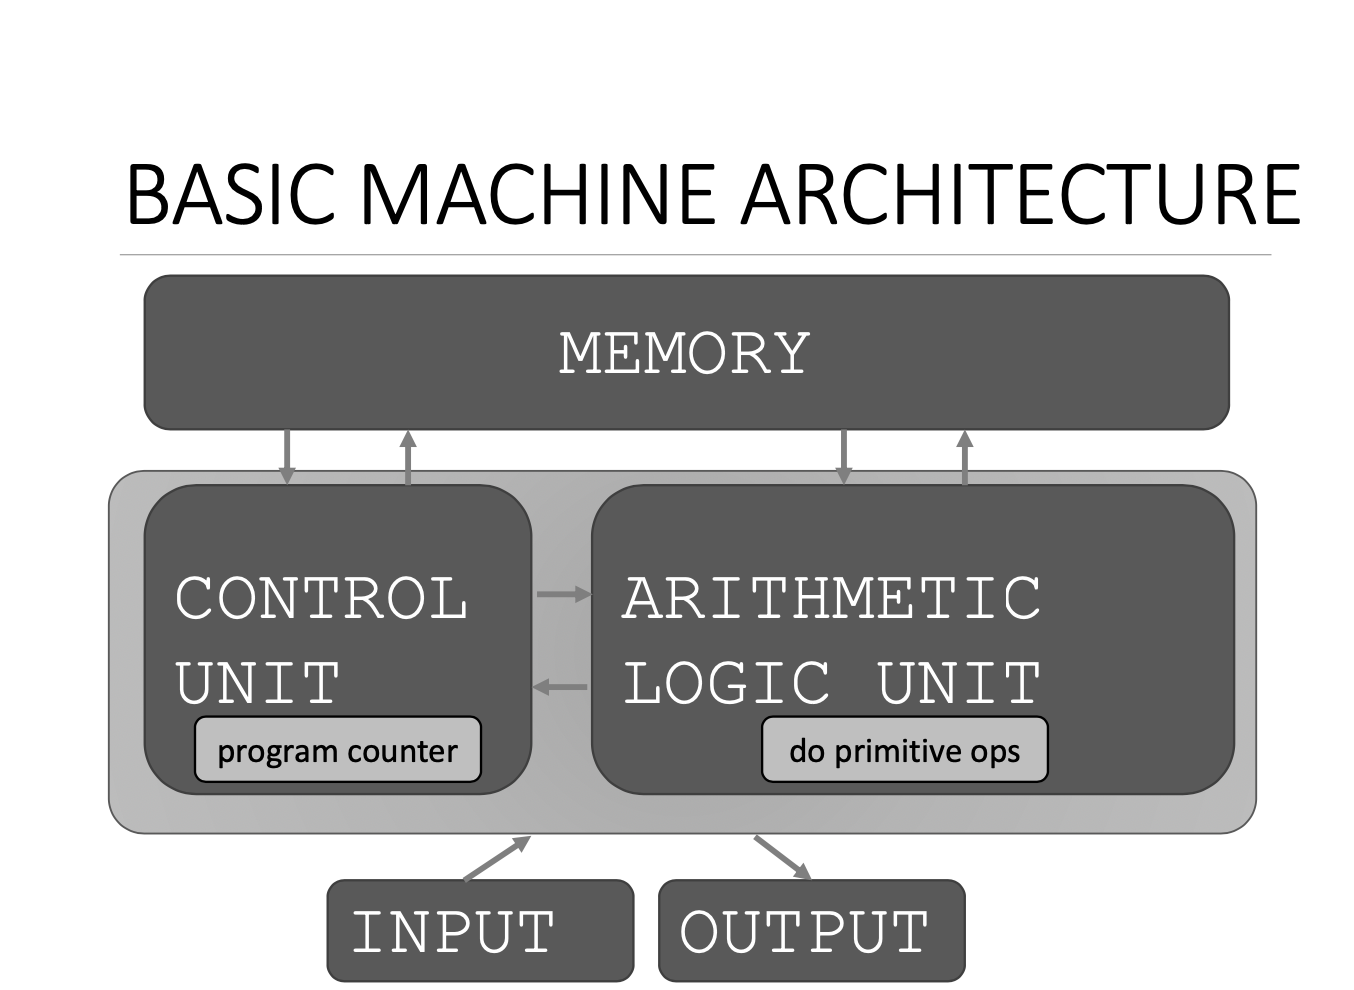 BASIC MACHINE ARCHITECTURE
MEMORY
CONTROL
UNIT
program counter
ARITHMETIC
LOGIC UNIT
do primitive ops
INPUT
OUTPUT